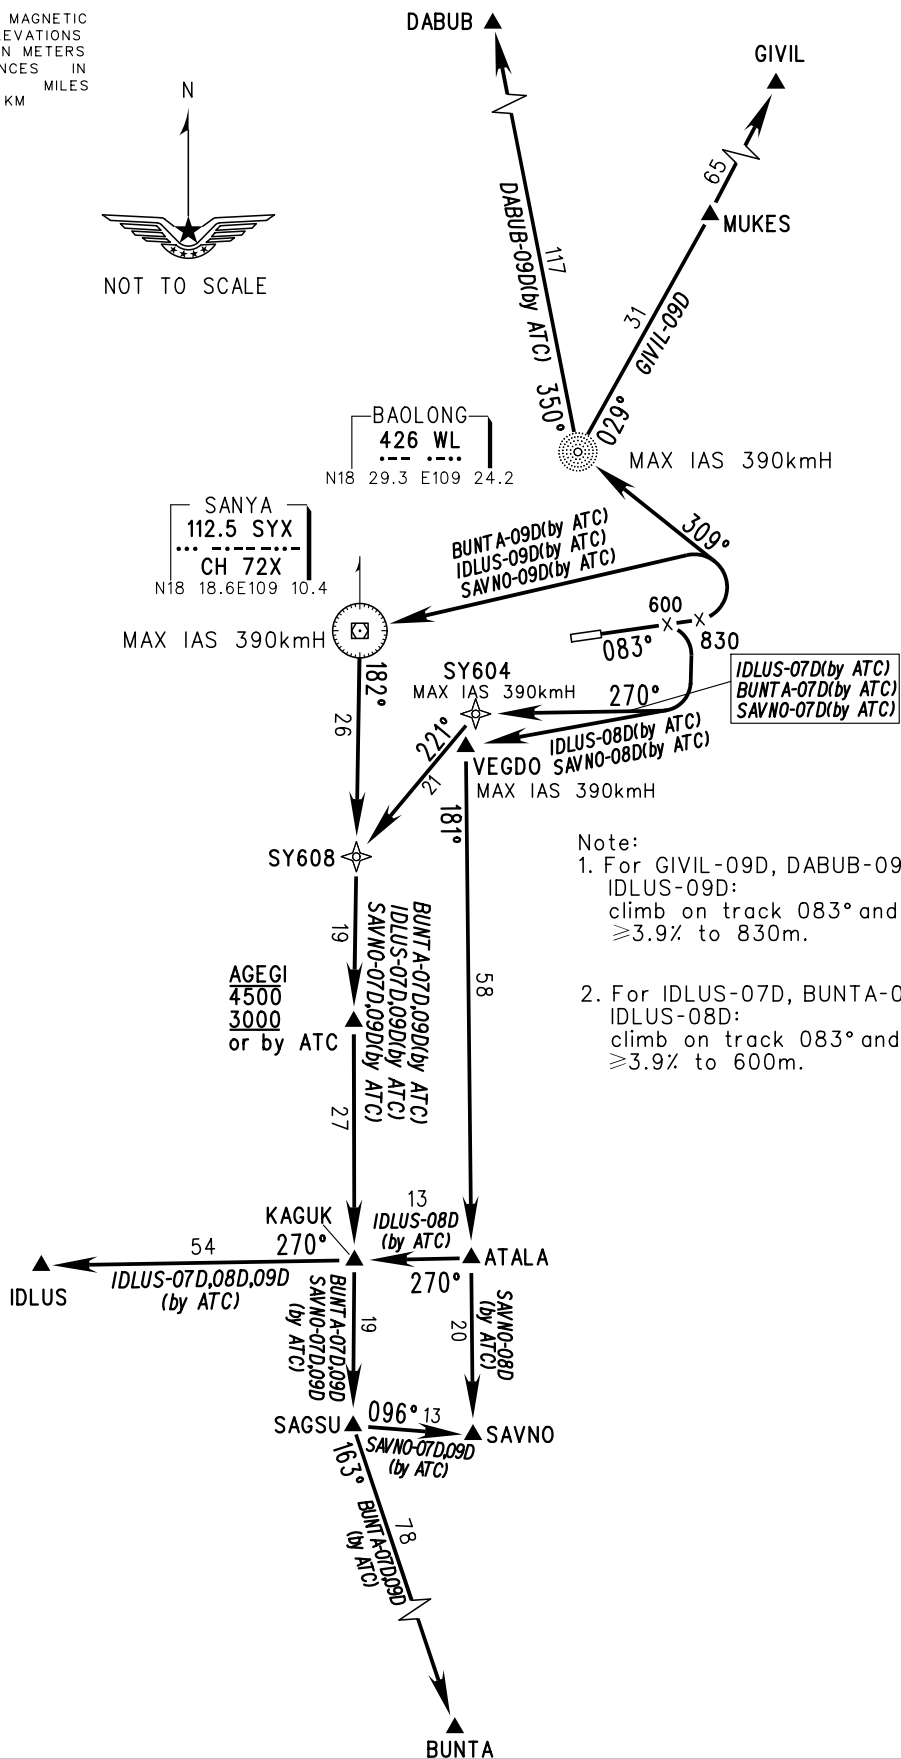 MAGNETIC
EVATIONS
N METERS
NCES IN
MILES
KM
N
NOT TO SCALE
DABUB
GIVIL
65
MUKES
117
DABUB-09D(by ATC)
31
GIVIL-09D
350°
029°
BAOLONG
426 WL
N18 29.3 E109 24.2
MAX IAS 390kmH
SANYA
112.5 SYX
CH 72X
N18 18.6E109 10.4
BUNTA-09D(by ATC)
IDLUS-09D(by ATC)
SAVNO-09D(by ATC)
309°
MAX IAS 390kmH
600
083°
830
182°
26
SY604
MAX IAS 390kmH
270°
IDLUS-07D(by ATC)
BUNTA-07D(by ATC)
SAVNO-07D(by ATC)
221°
21
IDLUS-08D(by ATC)
SAVNO-08D(by ATC)
VEGDO
MAX IAS 390kmH
181°
SY608
Note:
1. For GIVIL-09D, DABUB-09
IDLUS-09D:
climb on track 083° and
≥3.9% to 830m.
2. For IDLUS-07D, BUNTA-0
IDLUS-08D:
climb on track 083° and
≥3.9% to 600m.
19
BUNTA-07D,09D(by ATC)
IDLUS-07D,09D(by ATC)
SAVNO-07D,09D(by ATC)
58
AGEGI
4500
3000
or by ATC
27
KAGUK
13
IDLUS-08D
(by ATC)
54
270°
ATALA
IDLUS
IDLUS-07D,08D,09D
(by ATC)
270°
BUNTA-07D,09D
SAVNO-07D,09D
(by ATC)
19
20
SAVNO-08D
(by ATC)
SAGSU
096°
13
SAVNO
SAVNO-07D,09D
(by ATC)
163°
78
BUNTA-07D,09D
(by ATC)
BUNTA